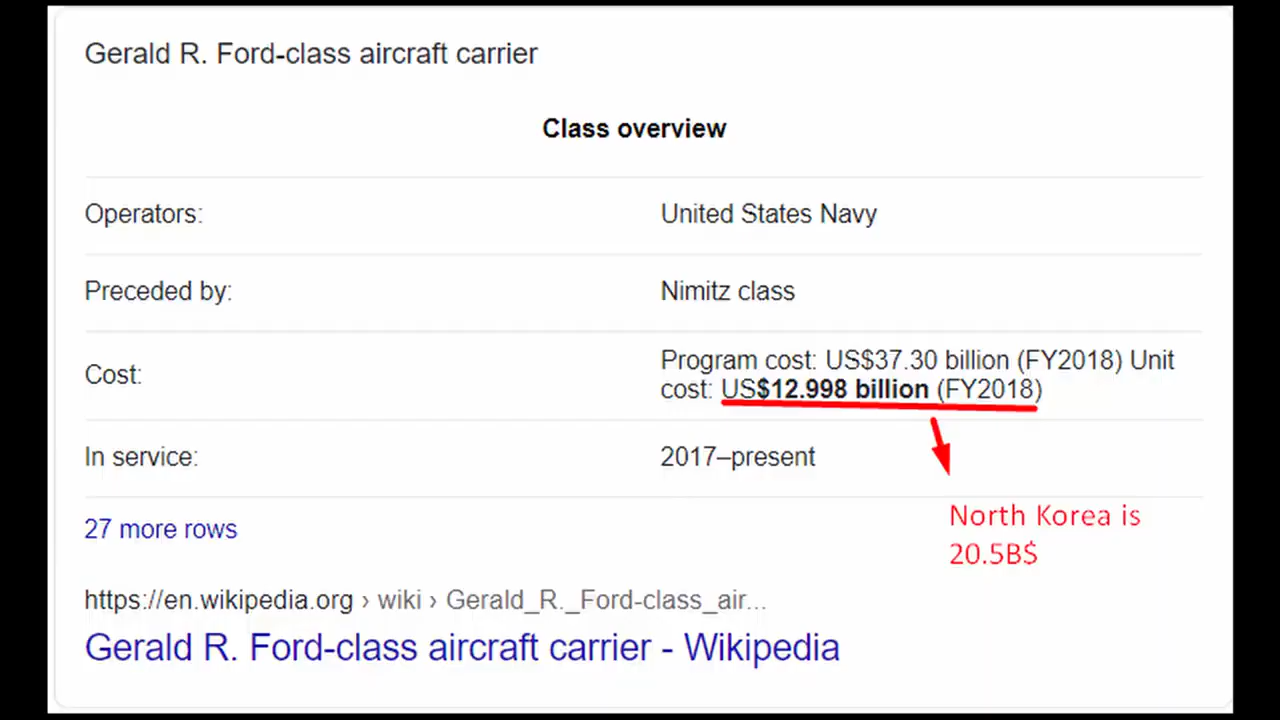 Gerald R. Ford-class aircraft carrier
Class overview
Operators: United States Navy
Preceded by: Nimitz class
Cost: Program cost: US$37.30 billion (FY2018) Unit
cost: US$12.998 billion (FY2018)
In service: 2017–present
North Korea is
20.5B$
27 more rows
https://en.wikipedia.org › wiki › Gerald_R._Ford-class_air...
Gerald R. Ford-class aircraft carrier - Wikipedia